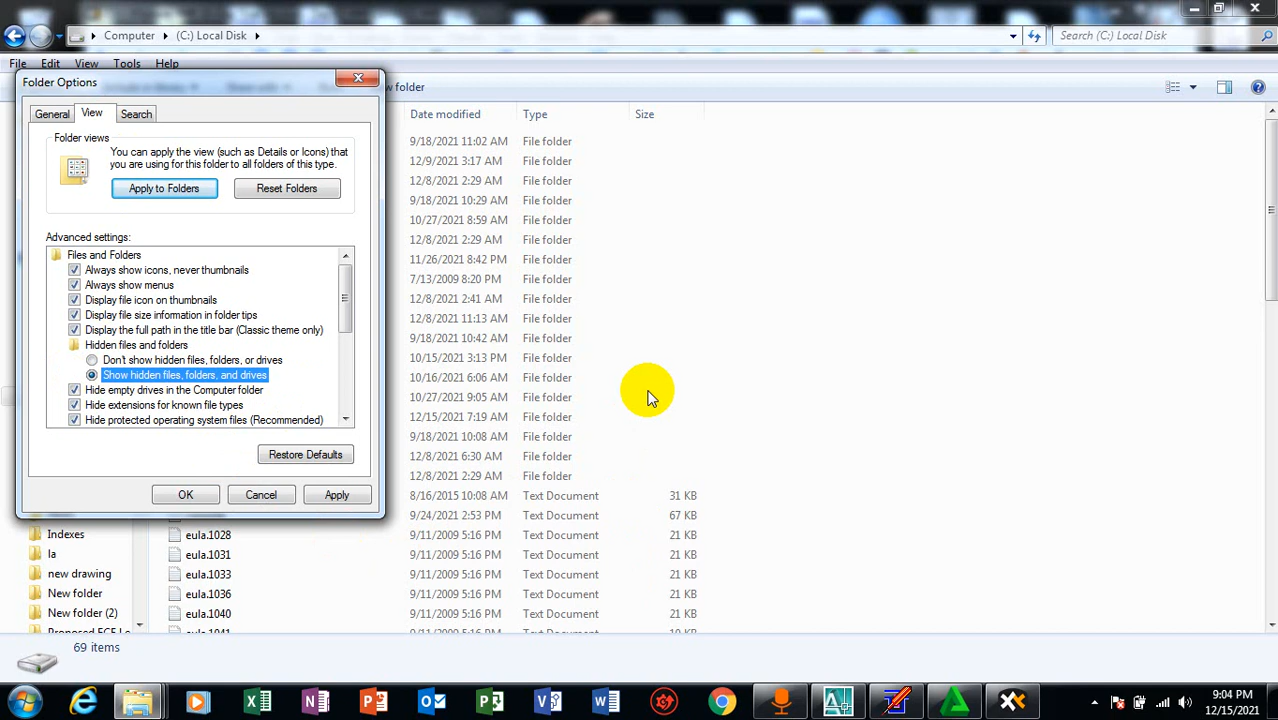 Computer ▸ (C:) Local Disk ▸
Search (C:) Local Disk
File Edit View Tools Help
Folder Options
folder
General View Search
Date modified Type Size
Folder views
You can apply the view (such as Details or Icons) that
you are using for this folder to all folders of this type.
Apply to Folders Reset Folders
Advanced settings:
Files and Folders
Always show icons, never thumbnails
Always show menus
Display file icon on thumbnails
Display file size information in folder tips
Display the full path in the title bar (Classic theme only)
Hidden files and folders
Don't show hidden files, folders, or drives
Show hidden files, folders, and drives
Hide empty drives in the Computer folder
Hide extensions for known file types
Hide protected operating system files (Recommended)
Restore Defaults
OK Cancel Apply
9/18/2021 11:02 AM File folder
12/9/2021 3:17 AM File folder
12/8/2021 2:29 AM File folder
9/18/2021 10:29 AM File folder
10/27/2021 8:59 AM File folder
12/8/2021 2:29 AM File folder
11/26/2021 8:42 PM File folder
7/13/2009 8:20 PM File folder
12/8/2021 2:41 AM File folder
12/8/2021 11:13 AM File folder
9/18/2021 10:42 AM File folder
10/15/2021 3:13 PM File folder
10/16/2021 6:06 AM File folder
10/27/2021 9:05 AM File folder
12/15/2021 7:19 AM File folder
9/18/2021 10:08 AM File folder
12/8/2021 6:30 AM File folder
12/8/2021 2:29 AM File folder
8/16/2015 10:08 AM Text Document 31 KB
9/24/2021 2:53 PM Text Document 67 KB
Indexes
la
new drawing
New folder
New folder (2)
eula.1028 9/11/2009 5:16 PM Text Document 21 KB
eula.1031 9/11/2009 5:16 PM Text Document 21 KB
eula.1033 9/11/2009 5:16 PM Text Document 21 KB
eula.1036 9/11/2009 5:16 PM Text Document 21 KB
eula.1040 9/11/2009 5:16 PM Text Document 21 KB
69 items
9:04 PM
12/15/2021